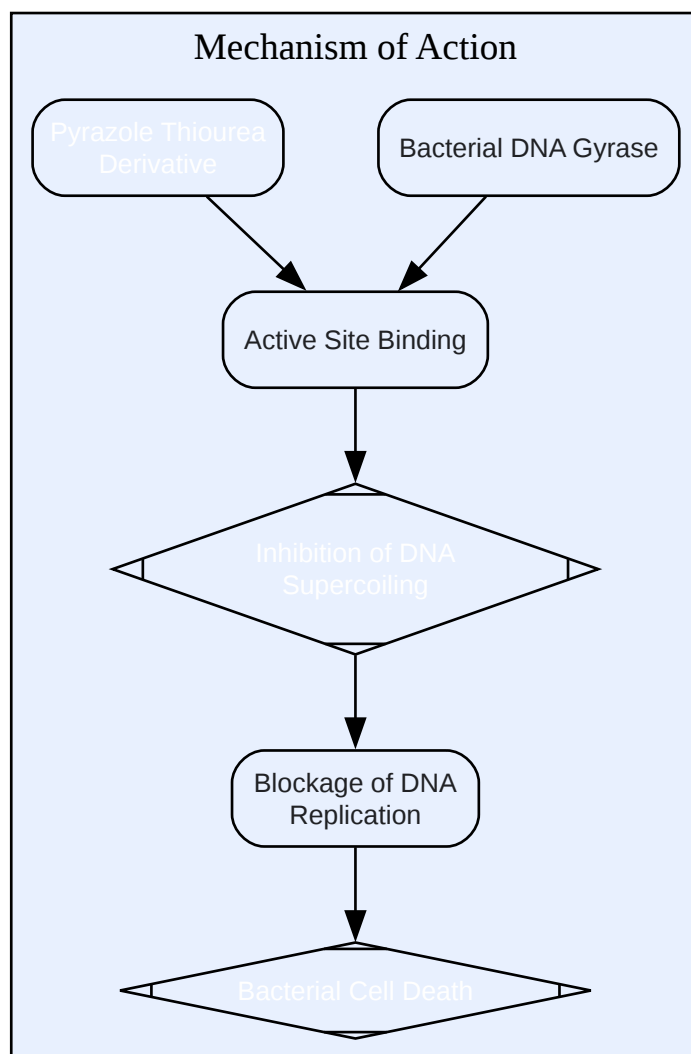 Mechanism of Action
Pyrazole Thiourea
Derivative
Bacterial DNA Gyrase
Active Site Binding
Inhibition of DNA
Supercoiling
Blockage of DNA
Replication
Bacterial Cell Death